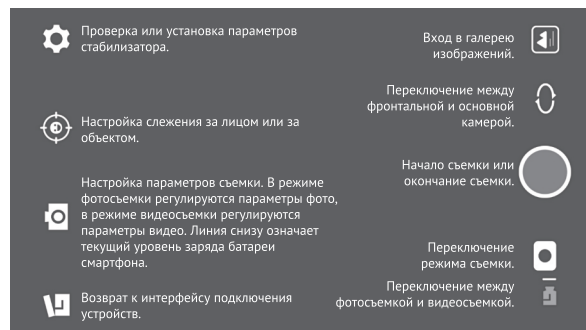 Проверка или установка параметров
стабилизатора.
Настройка слежения за лицом или за
объектом.
Настройка параметров съемки. В режиме
фотосъемки регулируются параметры фото,
в режиме видеосъемки регулируются
параметры видео. Линия снизу означает
текущий уровень заряда батареи
смартфона.
Возврат к интерфейсу подключения
устройств.
Вход в галерею
изображений.
Переключение между
фронтальной и основной
камерой.
Начало съемки или
окончание съемки.
Переключение
режима съемки.
Переключение между
фотосъемкой и видеосъемкой.